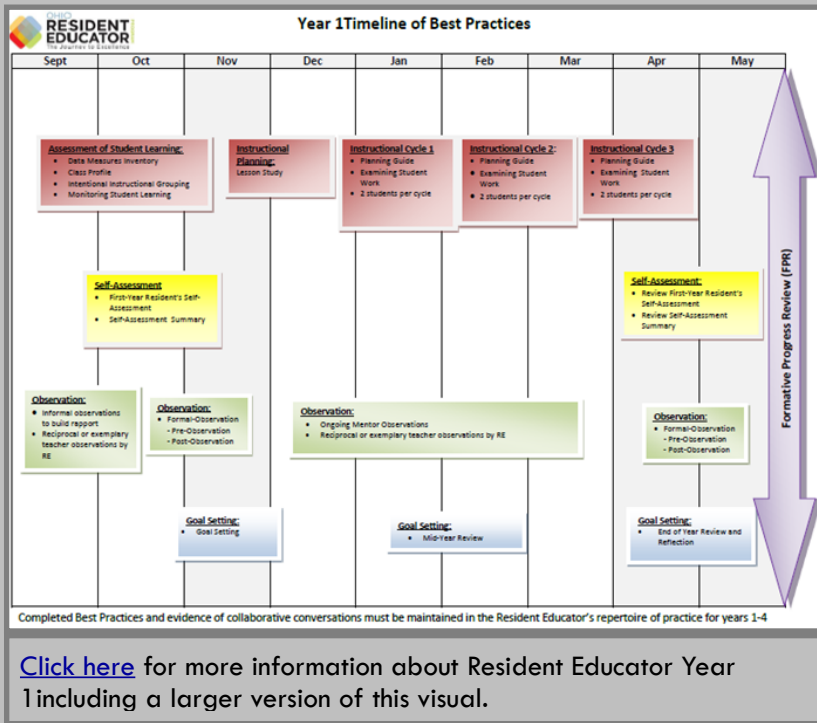 OHIO
RESIDENT
EDUCATOR
The Journey to Excellence
Year 1Timeline of Best Practices
Sept Oct Nov Dec Jan Feb Mar Apr May
Assessment of Student Learning:
• Data Measures Inventory
• Class Profile
• Intentional Instructional Grouping
• Monitoring Student Learning
Instructional
Planning:
Lesson Study
Instructional Cycle 1
• Planning Guide
• Examining Student
Work
• 2 students per cycle
Instructional Cycle 2:
• Planning Guide
• Examining Student
Work
• 2 students per cycle
Instructional Cycle 3
• Planning Guide
• Examining Student
Work
• 2 students per cycle
Self-Assessment
• First-Year Resident's Self-
Assessment
• Self-Assessment Summary
Self-Assessment:
• Review First-Year Resident's
Self-Assessment
• Review Self-Assessment
Summary
Observation:
• Informal observations
to build rapport
• Reciprocal or exemplary
teacher observations by
RE
Observation:
• Formal-Observation
- Pre-Observation
- Post-Observation
Observation:
• Ongoing Mentor Observations
• Reciprocal or exemplary teacher observations by RE
Observation:
• Formal-Observation
- Pre-Observation
- Post-Observation
Goal Setting:
• Goal Setting
Goal Setting:
• Mid-Year Review
Goal Setting:
• End of Year Review and
Reflection
Formative Progress Review (FPR)
Completed Best Practices and evidence of collaborative conversations must be maintained in the Resident Educator's repertoire of practice for years 1-4
Click here for more information about Resident Educator Year
1including a larger version of this visual.